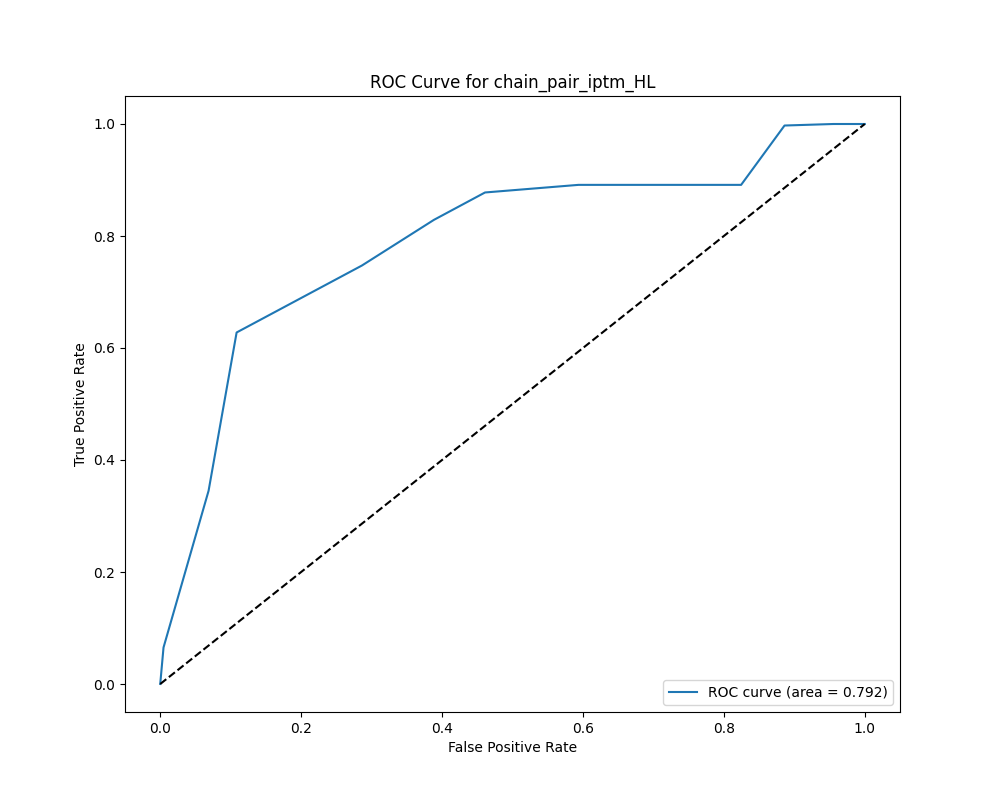 ROC Curve for chain_pair_iptm_HL
1.0
0.8
0.6
0.4
0.2
0.0
True Positive Rate
ROC curve (area = 0.792)
0.0 0.2 0.4 0.6 0.8 1.0
False Positive Rate